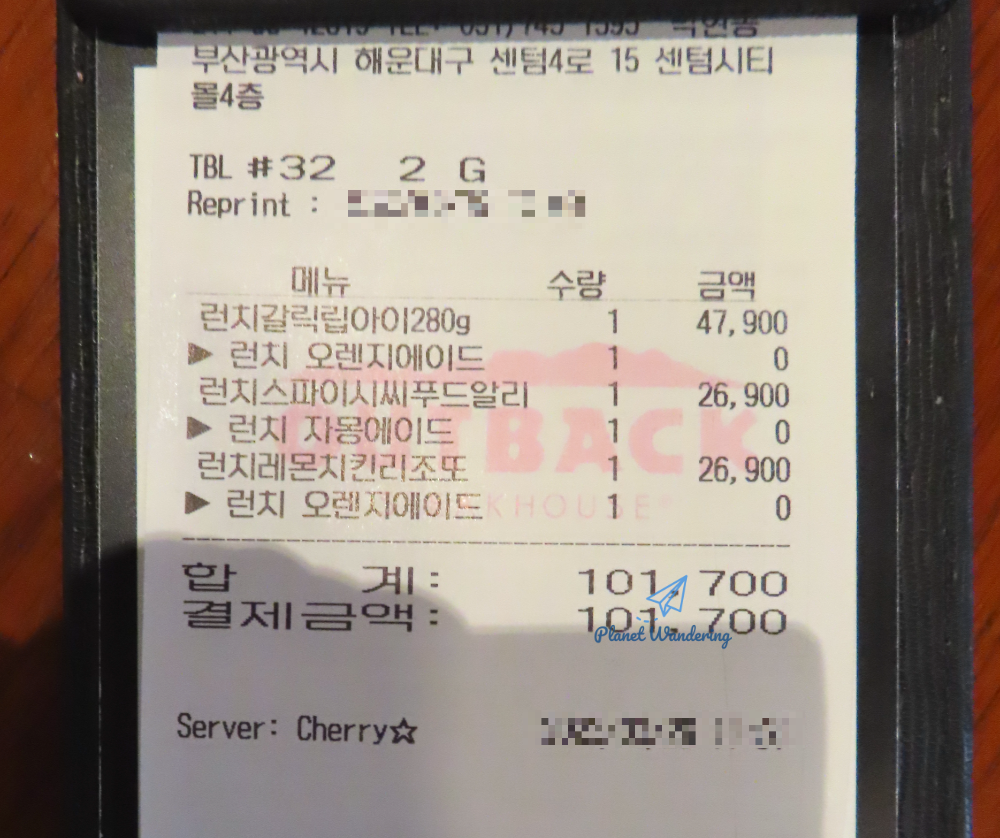 부산광역시 해운대구 센텀4로 15 센텀시티
몰4층
TBL #32 2 G
Reprint :
메뉴 수량 금액
런치갈릭립아이280g 1 47,900
▶ 런치 오렌지에이드 1 0
런치스파이시씨푸드알리 1 26,900
▶ 런치 자몽에이드 1 0
런치레몬치킨리조또 1 26,900
▶ 런치 오렌지에이드 1 0
OUTBACK
STEAKHOUSE®
합 계: 101,700
결제금액: 101,700
Planet Wandering
Server: Cherry☆